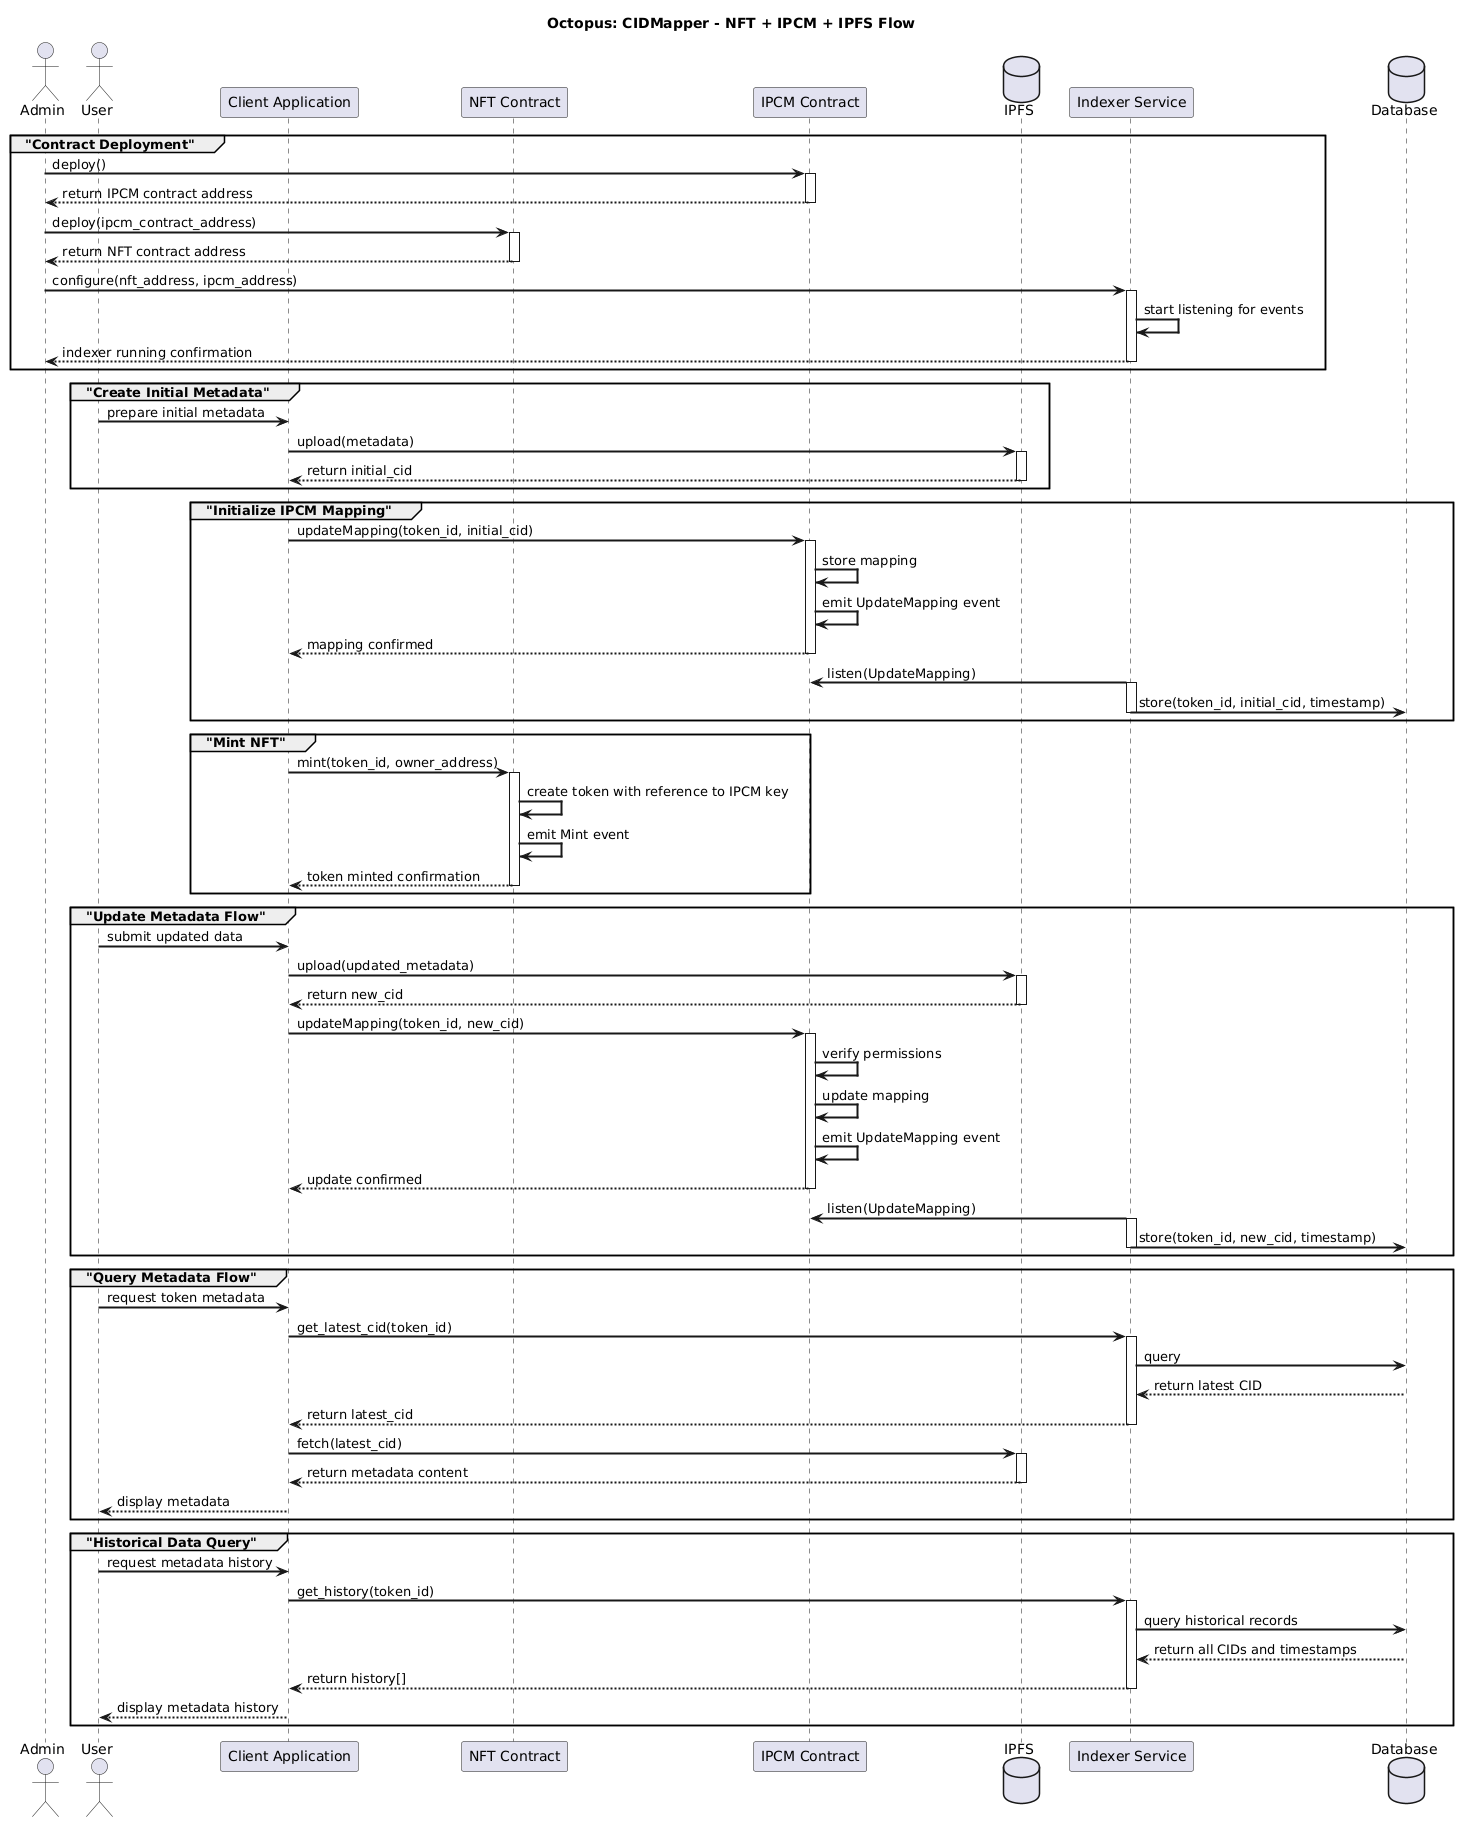 Octopus: CIDMapper - NFT + IPCM + IPFS Flow
Admin
User
Client Application
NFT Contract
IPCM Contract
IPFS
Indexer Service
Database
"Contract Deployment"
deploy()
return IPCM contract address
deploy(ipcm_contract_address)
return NFT contract address
configure(nft_address, ipcm_address)
start listening for events
indexer running confirmation
"Create Initial Metadata"
prepare initial metadata
upload(metadata)
return initial_cid
"Initialize IPCM Mapping"
updateMapping(token_id, initial_cid)
store mapping
emit UpdateMapping event
mapping confirmed
listen(UpdateMapping)
store(token_id, initial_cid, timestamp)
"Mint NFT"
mint(token_id, owner_address)
create token with reference to IPCM key
emit Mint event
token minted confirmation
"Update Metadata Flow"
submit updated data
upload(updated_metadata)
return new_cid
updateMapping(token_id, new_cid)
verify permissions
update mapping
emit UpdateMapping event
update confirmed
listen(UpdateMapping)
store(token_id, new_cid, timestamp)
"Query Metadata Flow"
request token metadata
get_latest_cid(token_id)
query
return latest CID
return latest_cid
fetch(latest_cid)
return metadata content
display metadata
"Historical Data Query"
request metadata history
get_history(token_id)
query historical records
return all CIDs and timestamps
return history[]
display metadata history
Admin
User
Client Application
NFT Contract
IPCM Contract
IPFS
Indexer Service
Database